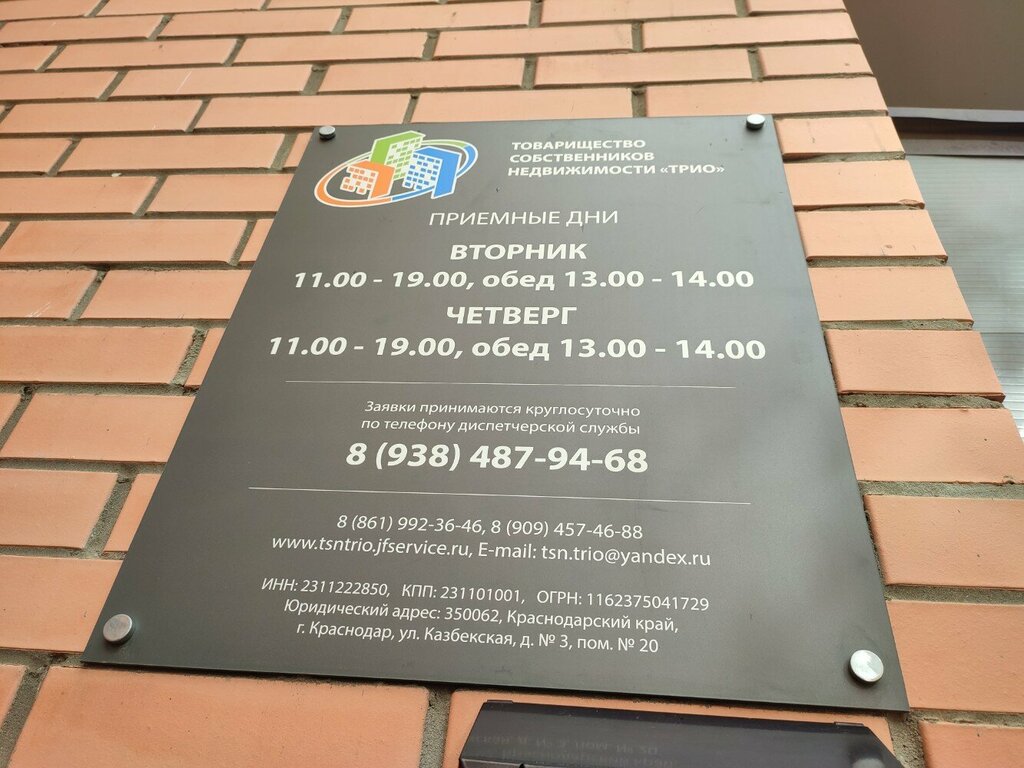 ТОВАРИЩЕСТВО
СОБСТВЕННИКОВ
НЕДВИЖИМОСТИ «ТРИО»
ПРИЕМНЫЕ ДНИ
ВТОРНИК
11.00 - 19.00, обед 13.00 - 14.00
ЧЕТВЕРГ
11.00 - 19.00, обед 13.00 - 14.00
Заявки принимаются круглосуточно
по телефону диспетчерской службы
8 (938) 487-94-68
8 (861) 992-36-46, 8 (909) 457-46-88
www.tsntrio.jfservice.ru, E-mail: tsn.trio@yandex.ru
ИНН: 2311222850, КПП: 231101001, ОГРН: 1162375041729
Юридический адрес: 350062, Краснодарский край,
г. Краснодар, ул. Казбекская, д. № 3, пом. № 20